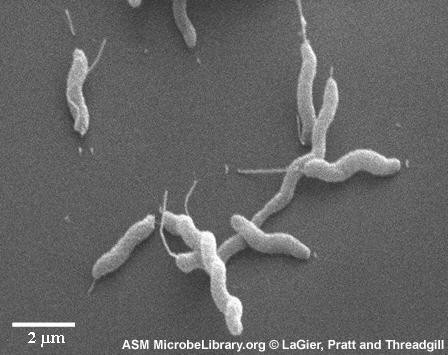 2 μm
ASM MicrobeLibrary.org © LaGier, Pratt and Threadgill